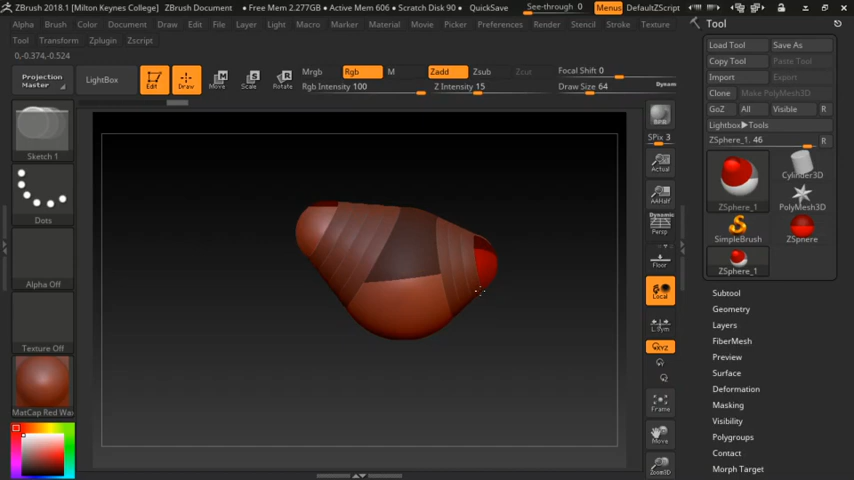 ZBrush 2018.1 [Milton Keynes College] ZBrush Document • Free Mem 2.277GB • Active Mem 606 • Scratch Disk 90 • QuickSave See-through 0 Menus DefaultZScript
Alpha Brush Color Document Draw Edit File Layer Light Macro Marker Material Movie Picker Preferences Render Stencil Stroke Texture
Tool Transform Zplugin Zscript
0,-0.374,-0.524
Projection Master LightBox Edit Draw Move Scale Rotate Mrgb Rgb M Zadd Zsub Zcut Focal Shift 0
Rgb Intensity 100 Z Intensity 15 Draw Size 64 Dynamic
Sketch 1
Dots
Alpha Off
Texture Off
MatCap Red Wax
BPR
SPix 3
Actual
AAHalf
Dynamic
Persp
Floor
Local
L.Sym
XYZ
Frame
Move
Zoom3D
Tool
Load Tool Save As
Copy Tool Paste Tool
Import Export
Clone Make PolyMesh3D
GoZ All Visible R
Lightbox▶Tools
ZSphere_1. 46 R
ZSphere_1 Cylinder3D
PolyMesh3D
SimpleBrush ZSphere
ZSphere_1
Subtool
Geometry
Layers
FiberMesh
Preview
Surface
Deformation
Masking
Visibility
Polygroups
Contact
Morph Target